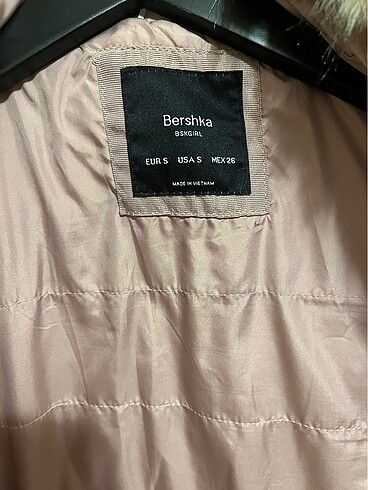 Bershka
BSKGIRL
EUR S USA S MEX 26
MADE IN VIETNAM